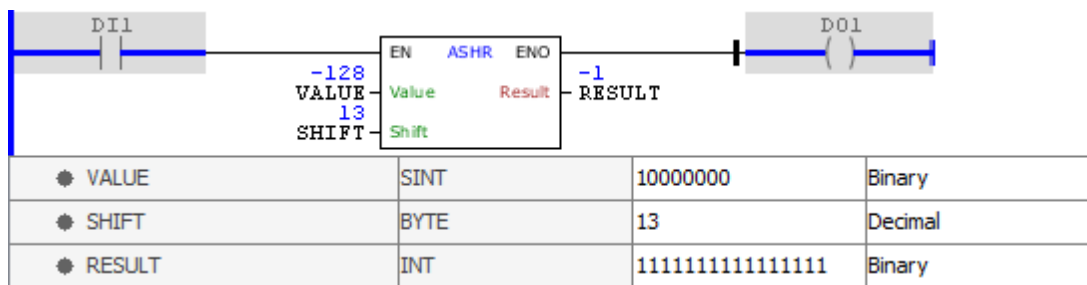 DI1 DO1
EN ASHR ENO
-128 -1
VALUE Value Result RESULT
13
SHIFT Shift
VALUE SINT 10000000 Binary
SHIFT BYTE 13 Decimal
RESULT INT 1111111111111111 Binary